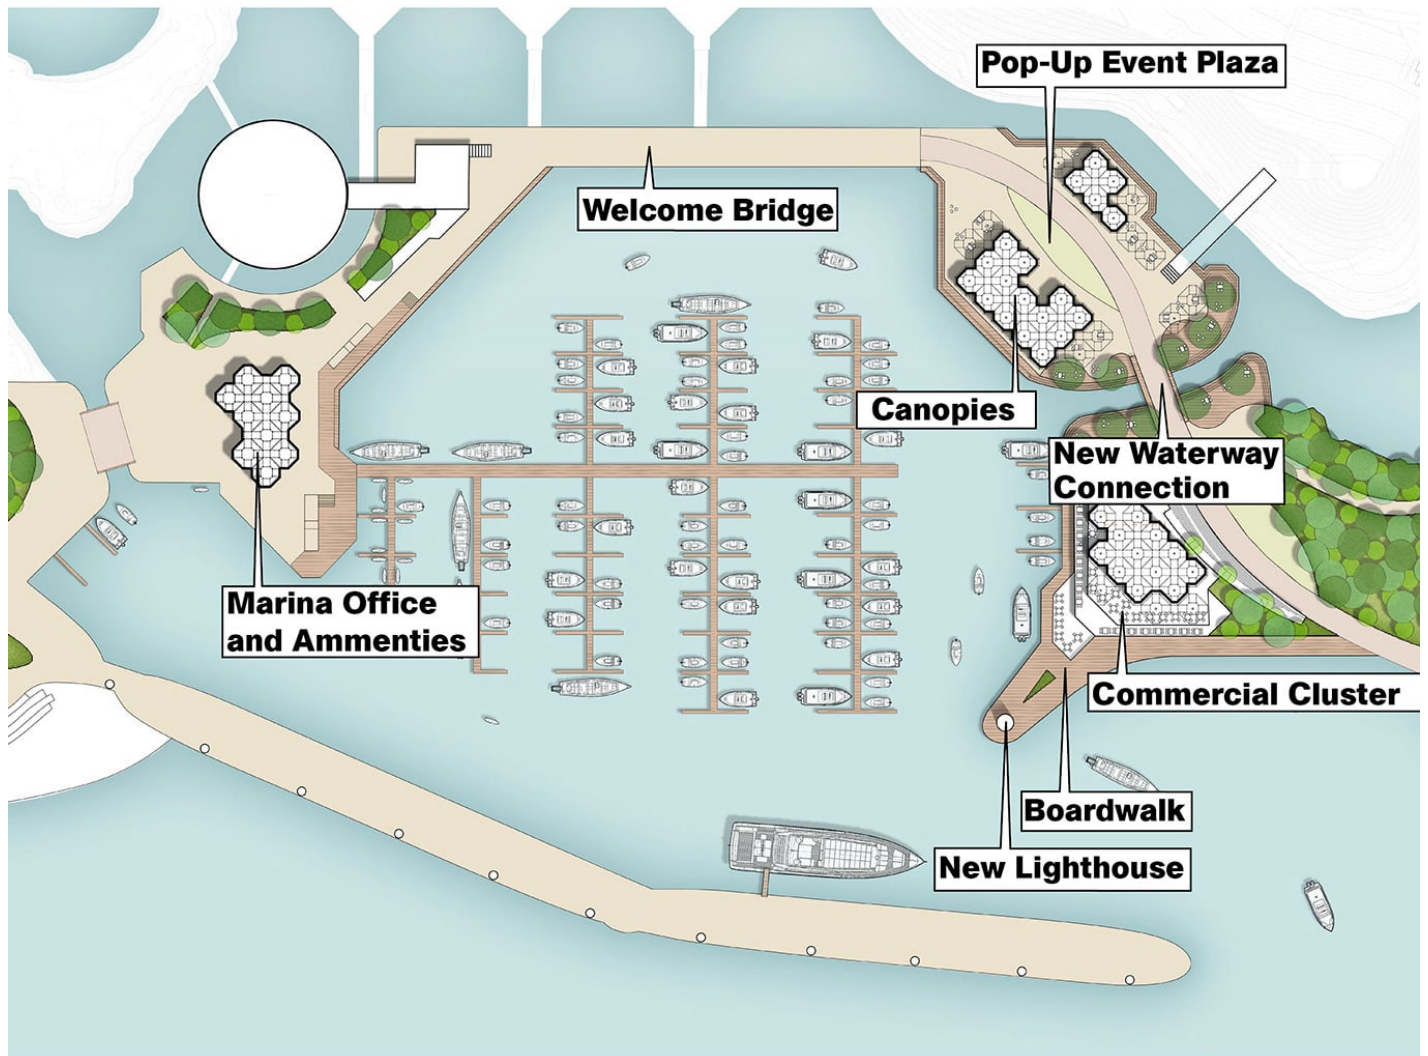 Pop-Up Event Plaza
Welcome Bridge
Canopies
New Waterway
Connection
Marina Office
and Ammenties
Commercial Cluster
Boardwalk
New Lighthouse